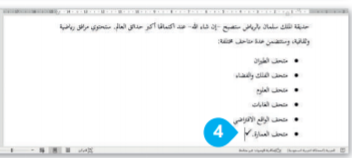 حديقة الملك سلمان بالرياض ستصبح -إن شاء الله- عند اكتمالها أكبر حدائق العالم. ستحتوي مرافق رياضية
وثقافية، وستتضمن عدة متاحف مختلفة:
• متحف الطيران
• متحف الفلك والفضاء
• متحف العلوم
• متحف الغابات
• متحف الواقع الافتراضي
• متحف العمارة.
4